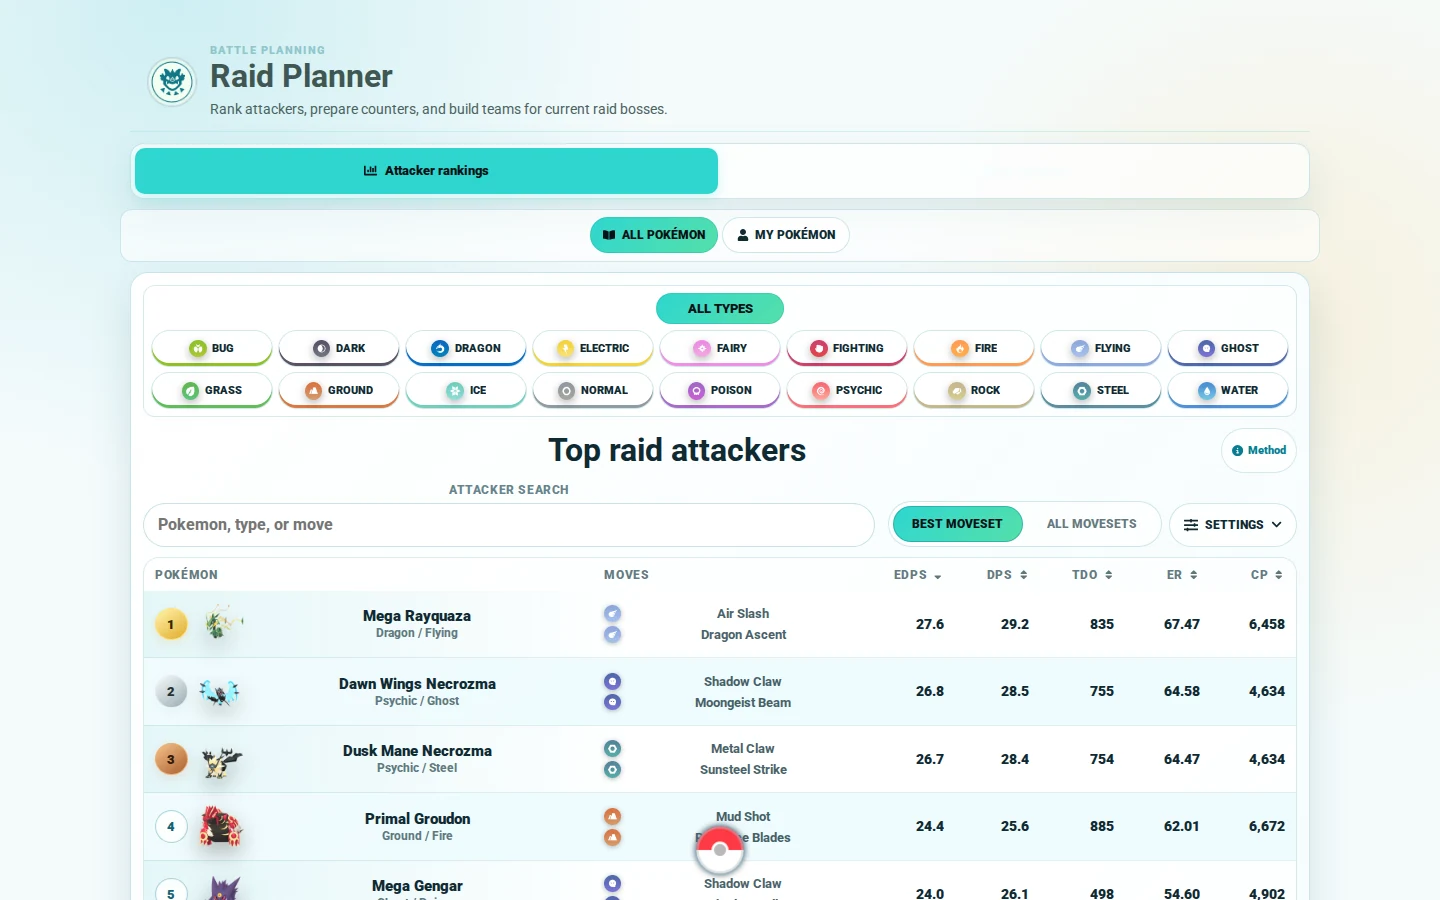 BATTLE PLANNING
Raid Planner
Rank attackers, prepare counters, and build teams for current raid bosses.
Attacker rankings
ALL POKÉMON MY POKÉMON
ALL TYPES
BUG DARK DRAGON ELECTRIC FAIRY FIGHTING FIRE FLYING GHOST
GRASS GROUND ICE NORMAL POISON PSYCHIC ROCK STEEL WATER
Top raid attackers
Method
ATTACKER SEARCH
Pokemon, type, or move
BEST MOVESET ALL MOVESETS SETTINGS
POKÉMON MOVES EDPS DPS TDO ER CP
1 Mega Rayquaza Dragon / Flying Air Slash Dragon Ascent 27.6 29.2 835 67.47 6,458
2 Dawn Wings Necrozma Psychic / Ghost Shadow Claw Moongeist Beam 26.8 28.5 755 64.58 4,634
3 Dusk Mane Necrozma Psychic / Steel Metal Claw Sunsteel Strike 26.7 28.4 754 64.47 4,634
4 Primal Groudon Ground / Fire Mud Shot Blades 24.4 25.6 885 62.01 6,672
5 Mega Gengar Shadow Claw 24.0 26.1 498 54.60 4,902